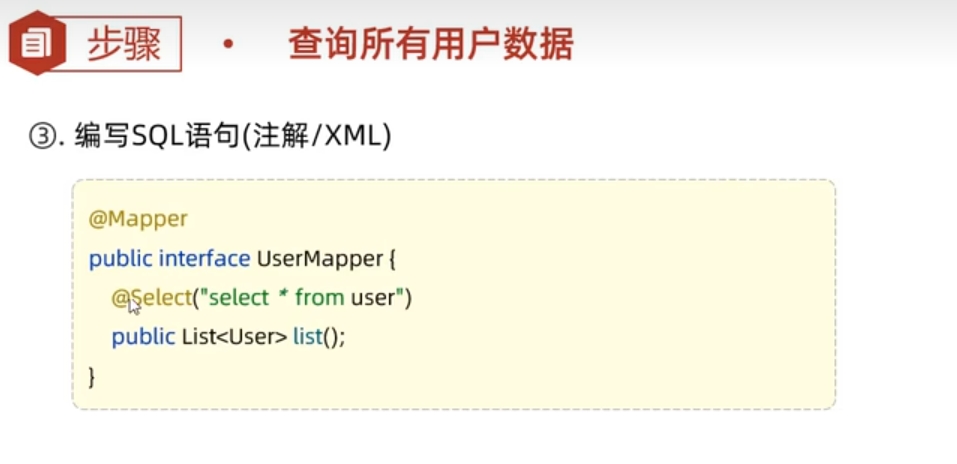 步骤 • 查询所有用户数据
③. 编写SQL语句(注解/XML)
@Mapper
public interface UserMapper {
@Select("select * from user")
public List<User> list();
}